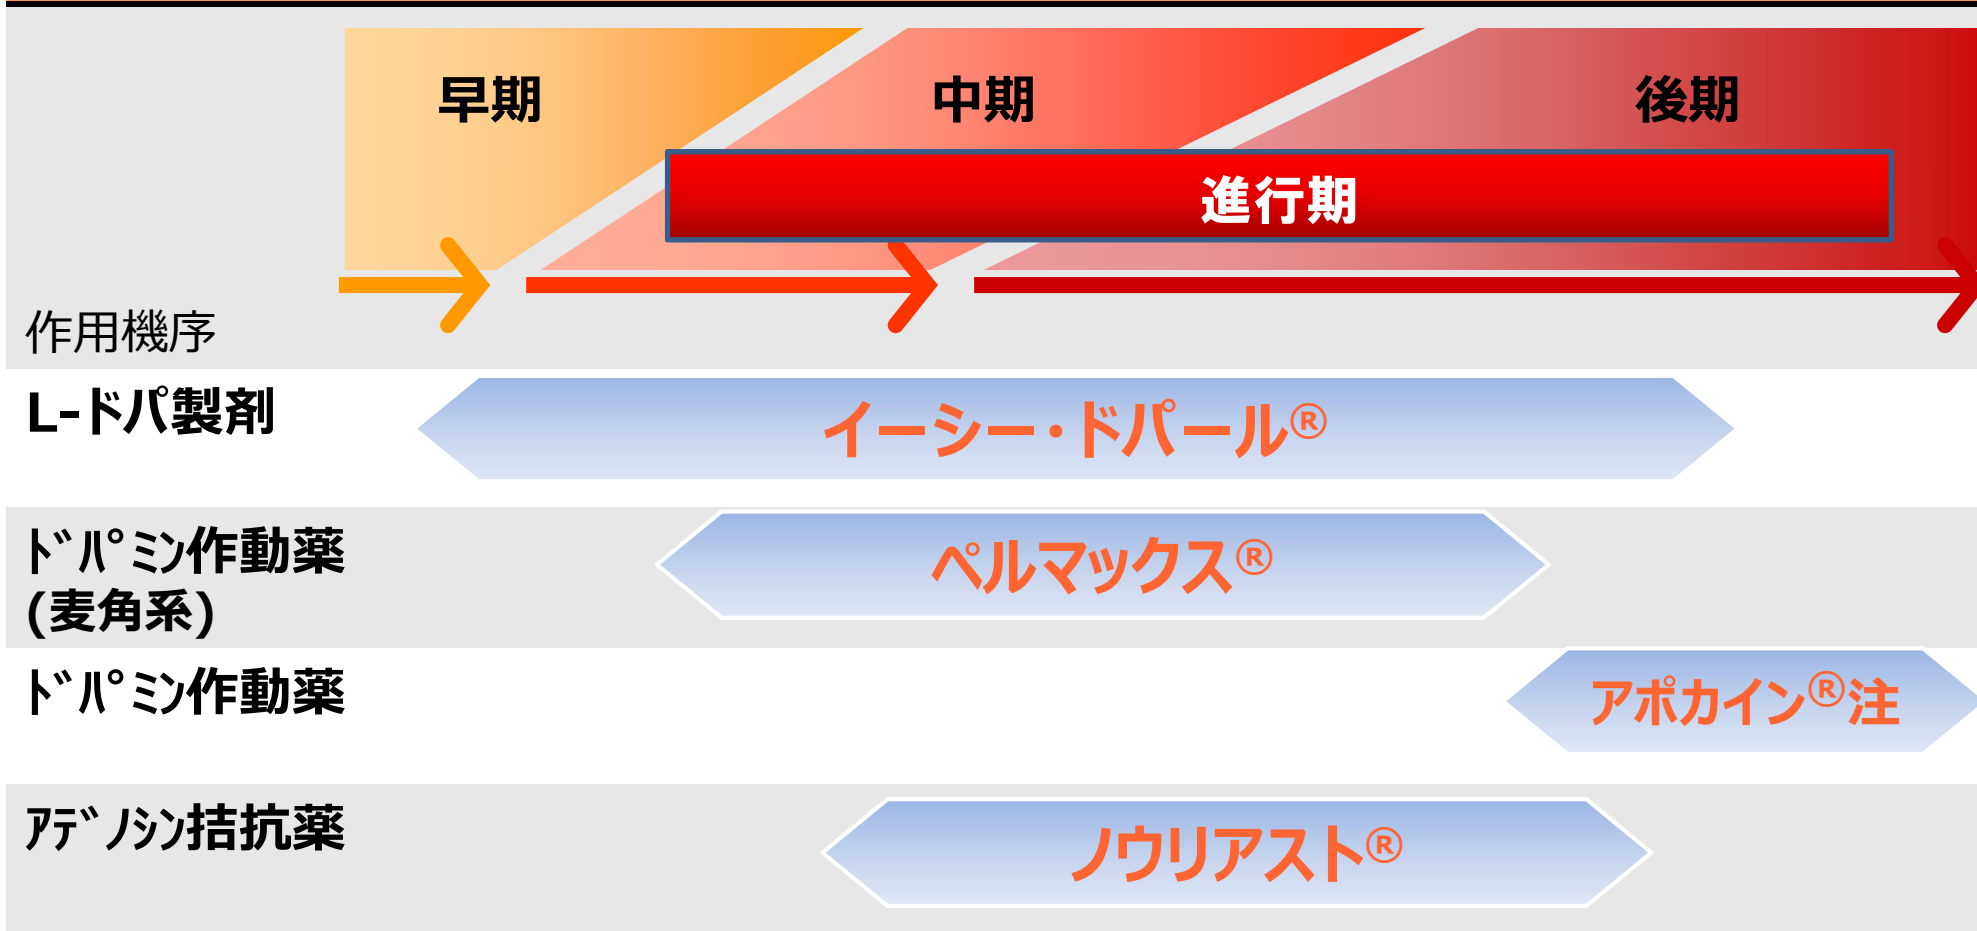 早期
中期
後期
進行期
作用機序
L-ドパ製剤
イーシー・ドパール®
ﾄﾞﾊﾟﾐﾝ作動薬
(麦角系)
ペルマックス®
ﾄﾞﾊﾟﾐﾝ作動薬
アポカイン®注
ｱﾃﾞﾉｼﾝ拮抗薬
ノウリアスト®